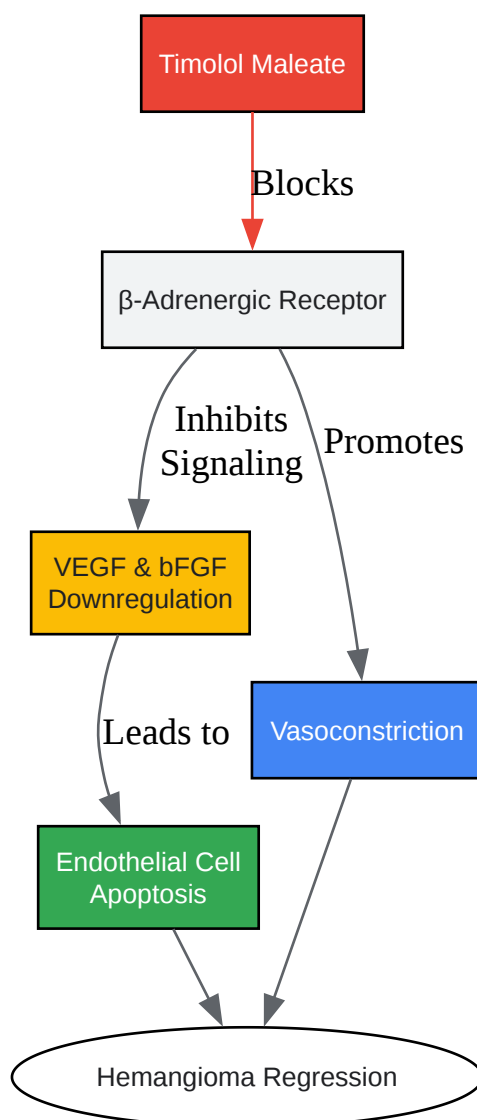 Timolol Maleate
Blocks
β-Adrenergic Receptor
Inhibits
Signaling
Promotes
VEGF & bFGF
Downregulation
Leads to
Vasoconstriction
Endothelial Cell
Apoptosis
Hemangioma Regression